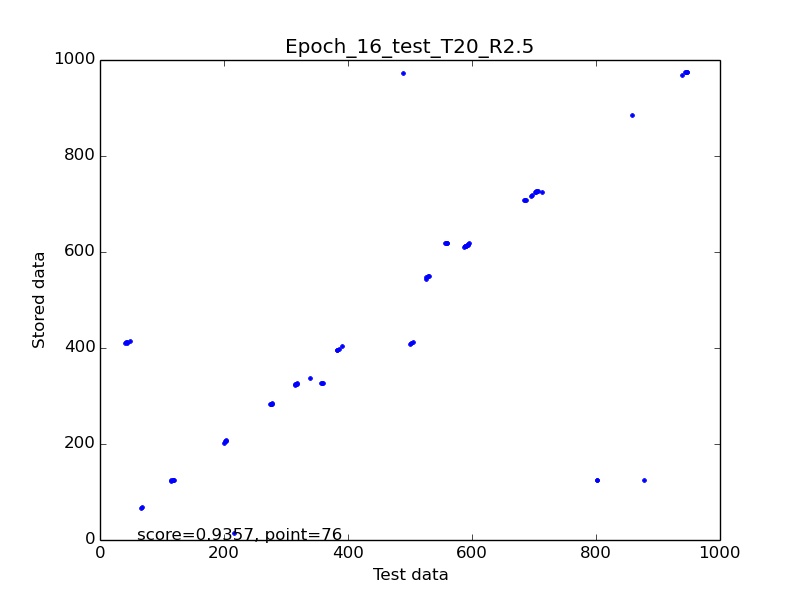 Epoch_16_test_T20_R2.5
1000
800
600
400
200
0
Stored data
score=0.9357, point=76
0 200 400 600 800 1000
Test data